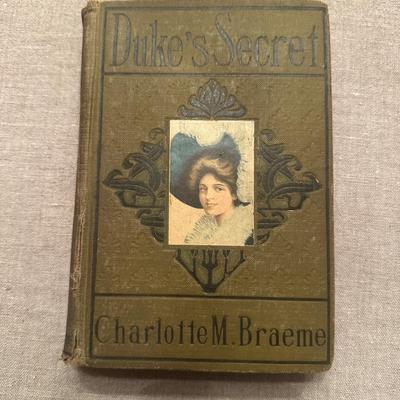 Duke's Secret
Charlotte M. Braeme